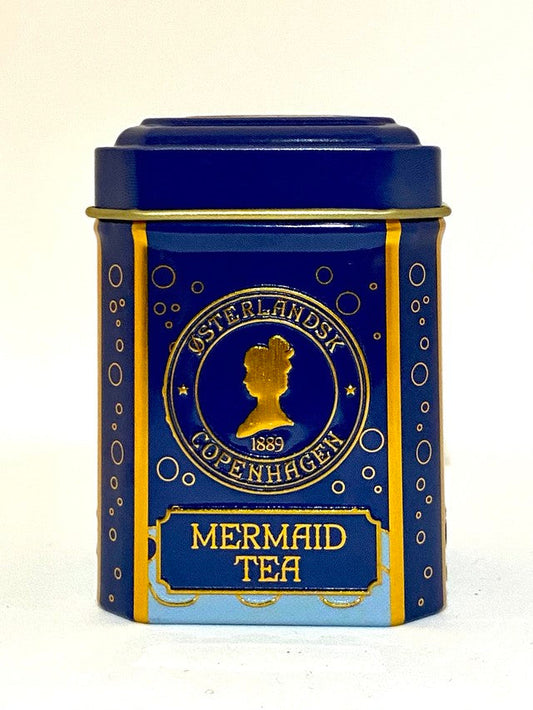 ØSTERLANDSK
1889
COPENHAGEN
MERMAID
TEA